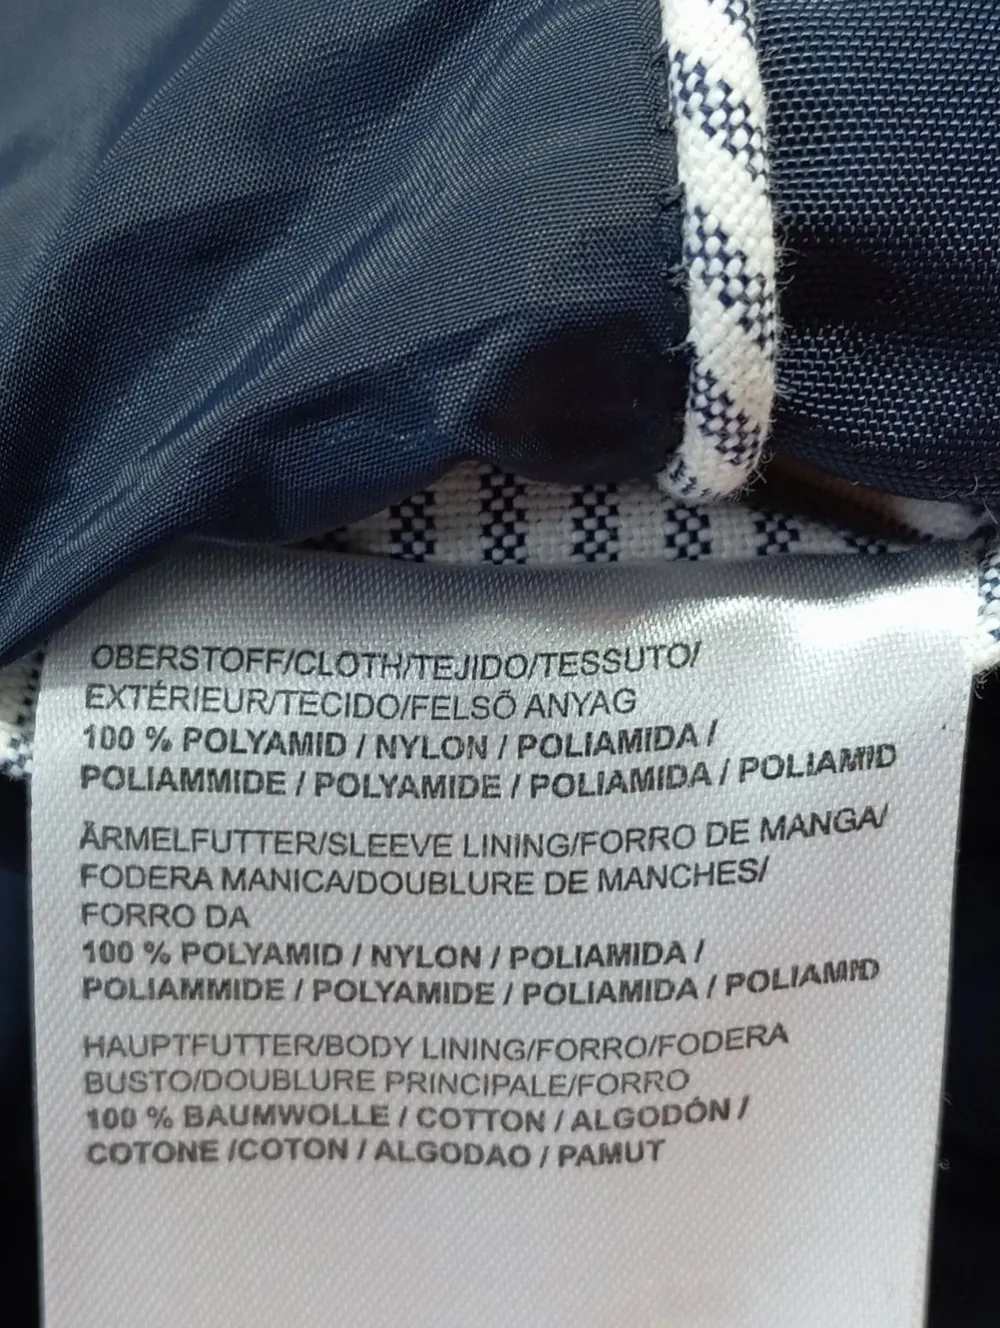 OBERSTOFF/CLOTH/TEJIDO/TESSUTO/
EXTÉRIEUR/TECIDO/FELSŐ ANYAG
100 % POLYAMID / NYLON / POLIAMIDA /
POLIAMMIDE / POLYAMIDE / POLIAMIDA / POLIAMID
ÄRMELFUTTER/SLEEVE LINING/FORRO DE MANGA/
FODERA MANICA/DOUBLURE DE MANCHES/
FORRO DA
100 % POLYAMID / NYLON / POLIAMIDA /
POLIAMMIDE / POLYAMIDE / POLIAMIDA / POLIAMID
HAUPTFUTTER/BODY LINING/FORRO/FODERA
BUSTO/DOUBLURE PRINCIPALE/FORRO
100 % BAUMWOLLE / COTTON / ALGODÓN /
COTONE /COTON / ALGODAO / PAMUT